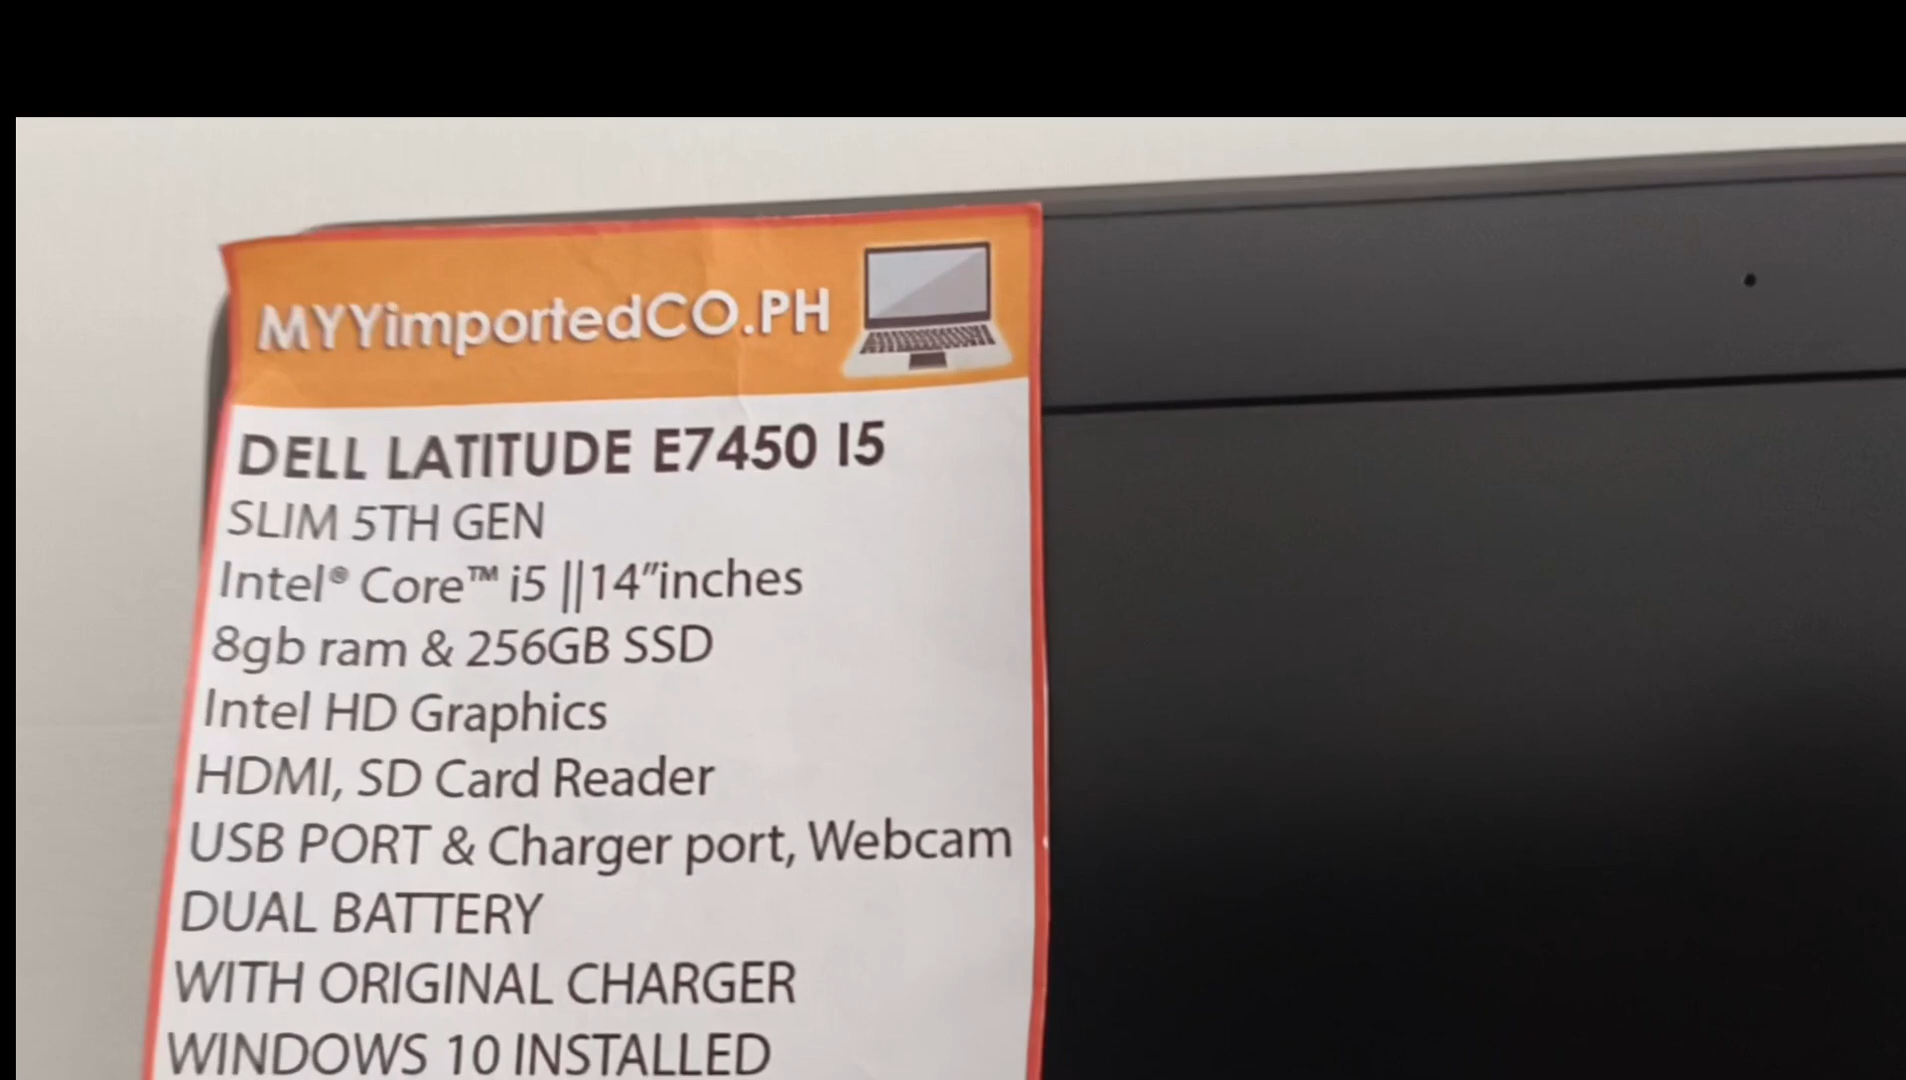 MYYimportedCO.PH
DELL LATITUDE E7450 I5
SLIM 5TH GEN
Intel® Core™ i5 ||14"inches
8gb ram & 256GB SSD
Intel HD Graphics
HDMI, SD Card Reader
USB PORT & Charger port, Webcam
DUAL BATTERY
WITH ORIGINAL CHARGER
WINDOWS 10 INSTALLED